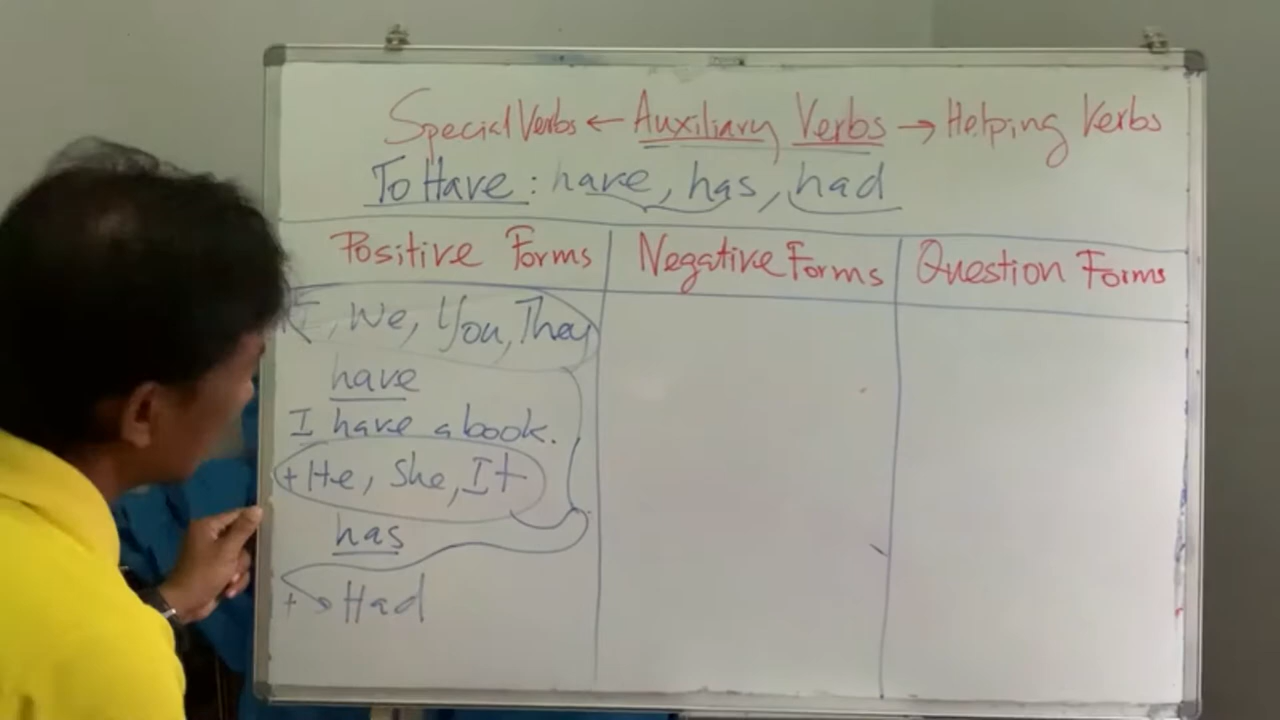 Special Verbs ← Auxiliary Verbs → Helping Verbs
To Have : have, has, had
Positive Forms
Negative Forms
Question Forms
I, We, You, They
have
I have a book.
+ He, She, It
has
+ → Had